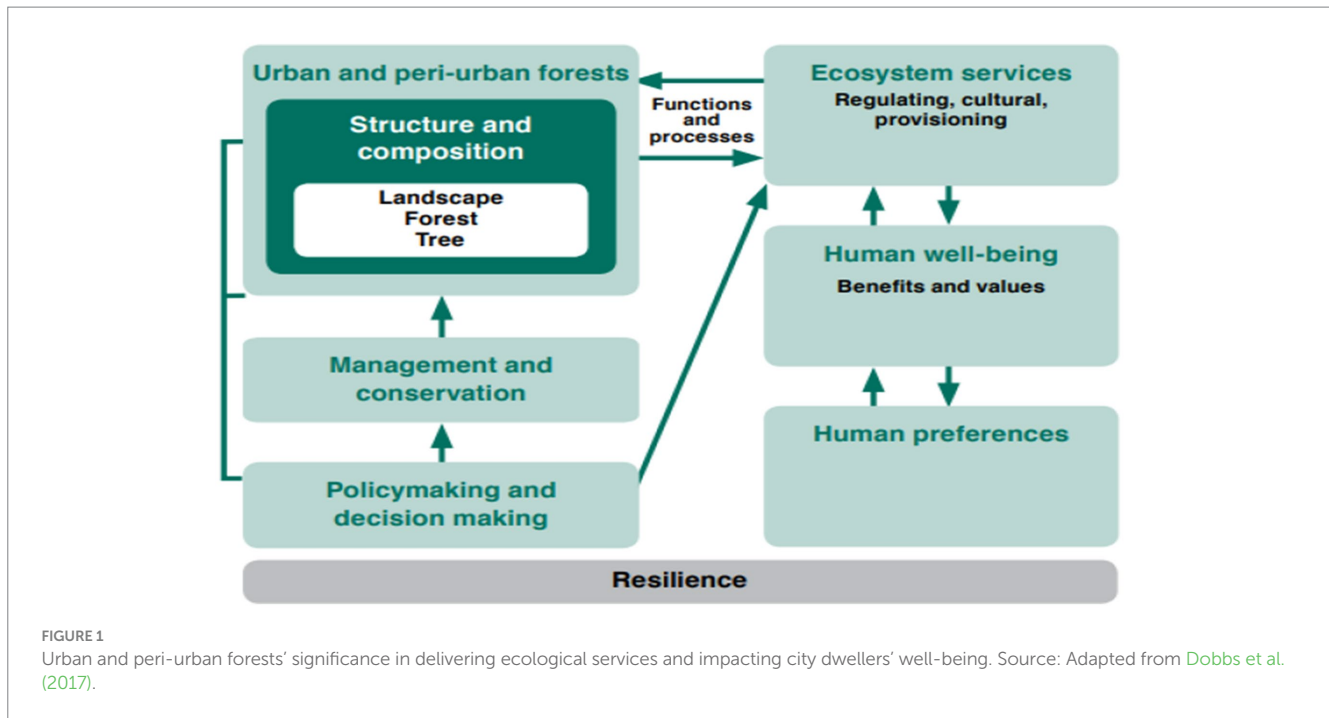 Urban and peri-urban forests
Structure and
composition
Landscape
Forest
Tree
Functions
and
processes
Ecosystem services
Regulating, cultural,
provisioning
Human well-being
Benefits and values
Management and
conservation
Human preferences
Policymaking and
decision making
Resilience
FIGURE 1
Urban and peri-urban forests’ significance in delivering ecological services and impacting city dwellers’ well-being. Source: Adapted from Dobbs et al.
(2017).